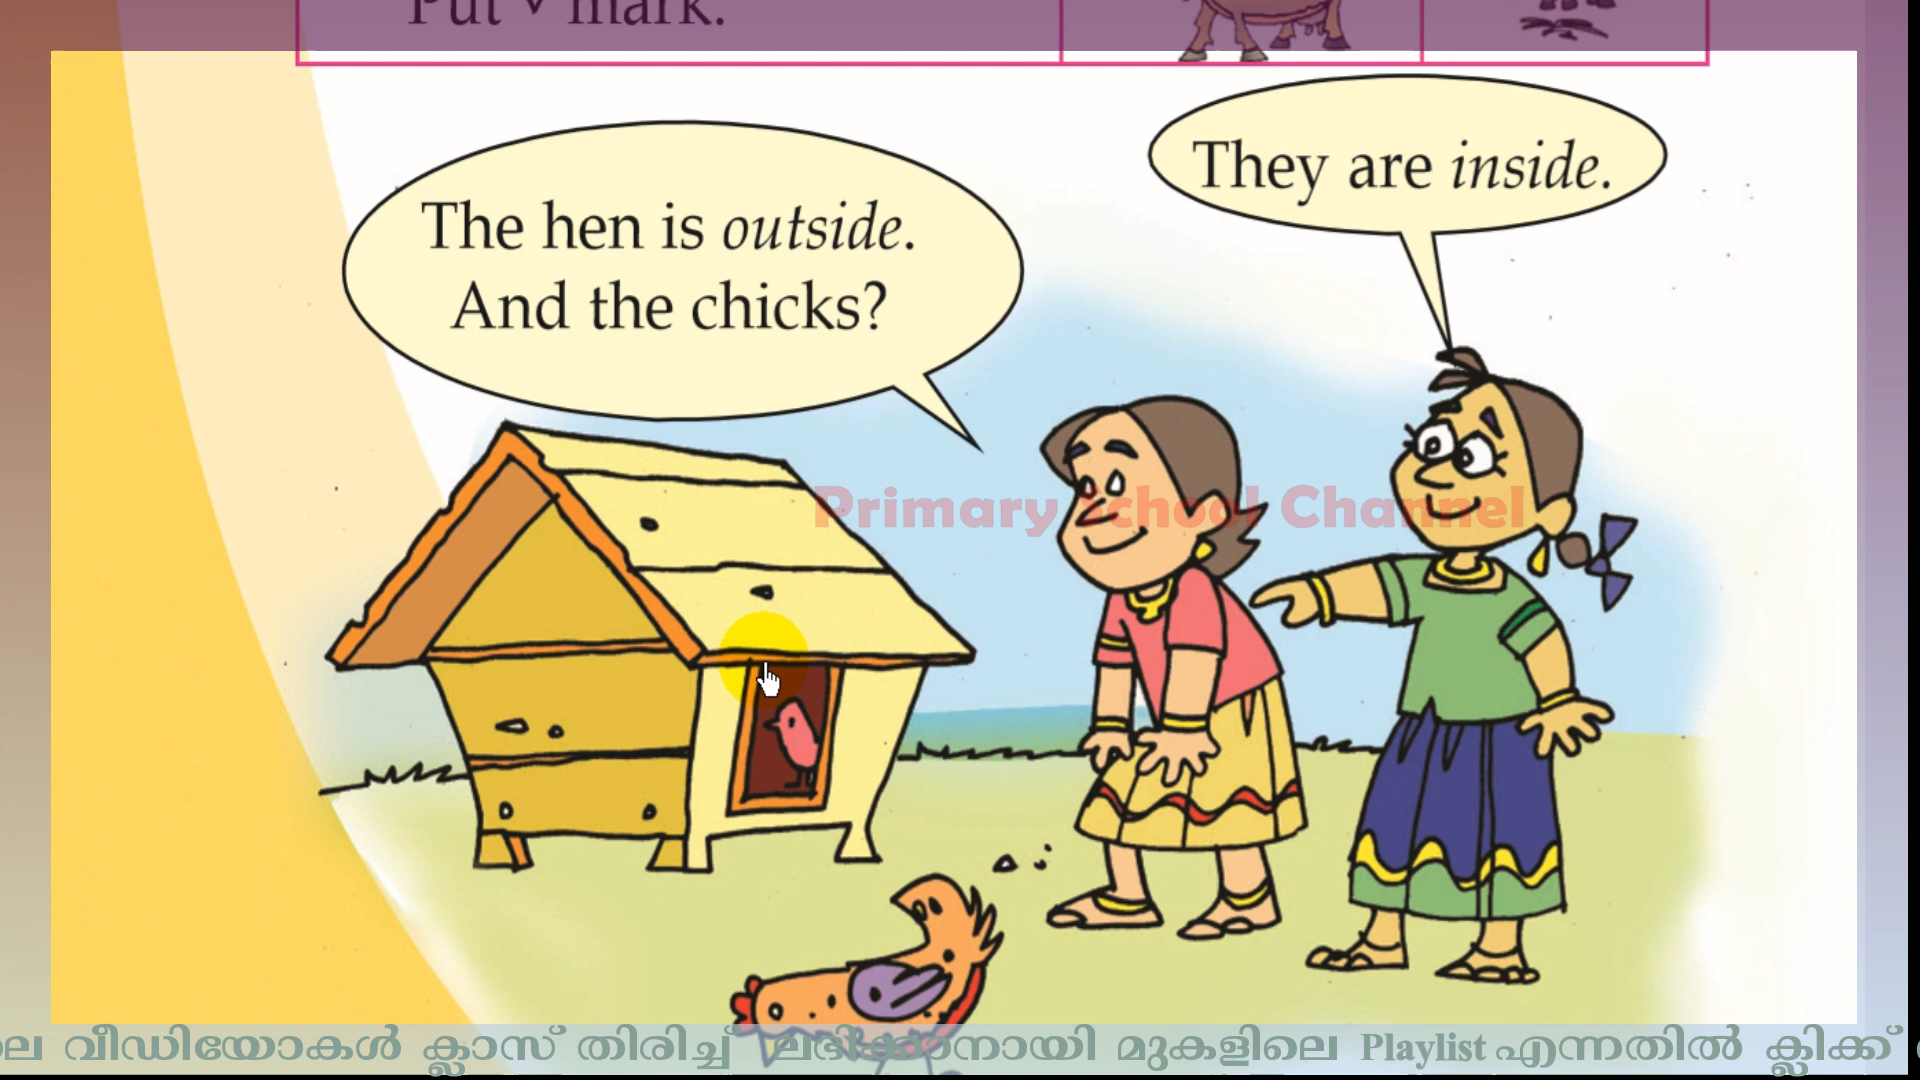 Put mark.
They are inside.
The hen is outside.
And the chicks?
Primary School Channel
വീഡിയോകൾ ക്ലാസ് തിരിച്ച് ലഭിക്കാനായി മുകളിലെ Playlist എന്നതിൽ ക്ലിക്ക്